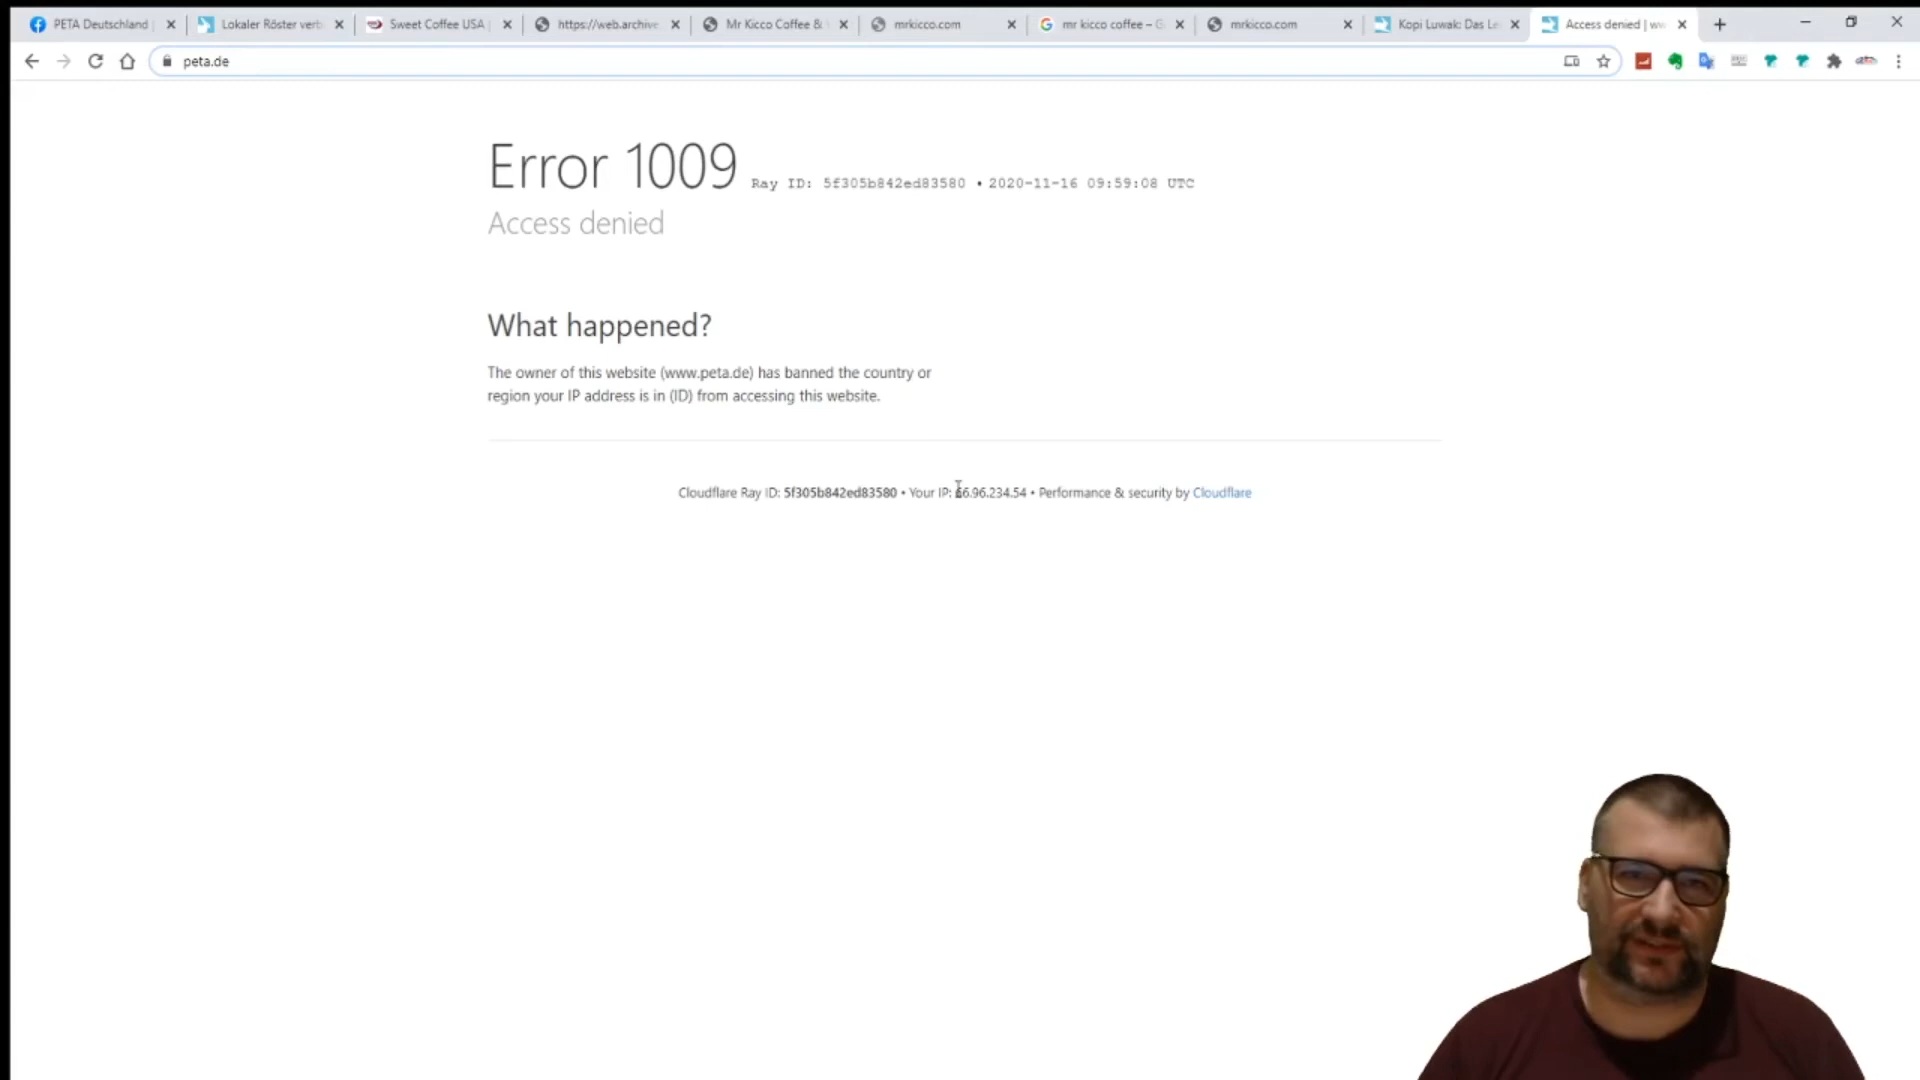 PETA Deutschland
Lokaler Röster verb
Sweet Coffee USA
https://web.archive
Mr Kicco Coffee &
mrkicco.com
mr kicco coffee – G
mrkicco.com
Kopi Luwak: Das Le
Access denied | ww
peta.de
Error 1009 Ray ID: 5f305b842ed83580 • 2020-11-16 09:59:08 UTC
Access denied
What happened?
The owner of this website (www.peta.de) has banned the country or
region your IP address is in (ID) from accessing this website.
Cloudflare Ray ID: 5f305b842ed83580 • Your IP: 66.96.234.54 • Performance & security by Cloudflare